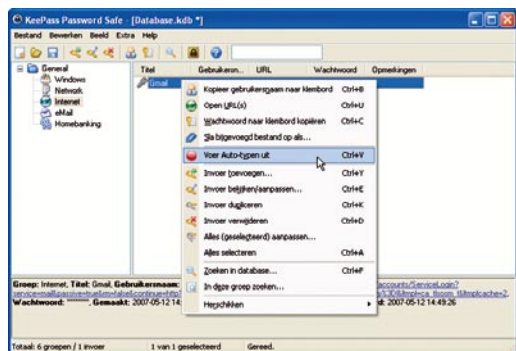 KeePass Password Safe - [Database.kdb *]
Bestand Bewerken Beeld Extra Help
General
Windows
Network
Internet
eMail
Homebanking
Titel Gebruikersn... URL Wachtwoord Opmerkingen
Gmail
Kopieer gebruikersnaam naar klembord Ctrl+B
Open URL(s) Ctrl+U
Wachtwoord naar klembord kopiëren Ctrl+C
Sla bijgevoegd bestand op als...
Voer Auto-typen uit Ctrl+V
Invoer toevoegen... Ctrl+Y
Invoer bekijken/aanpassen... Ctrl+E
Invoer dupliceren Ctrl+K
Invoer verwijderen Ctrl+D
Alles (geselecteerd) aanpassen...
Alles selecteren Ctrl+A
Zoeken in database... Ctrl+F
In deze groep zoeken...
Herschikken
Groep: Internet, Titel: Gmail, Gebruikersnaam:
accounts/ServiceLogin?
Wachtwoord: ********, Gemaakt: 2007-05-12 14: 2007-05-12 14:49:26
Totaal: 6 groepen / 1 invoer 1 van 1 geselecteerd Gereed.